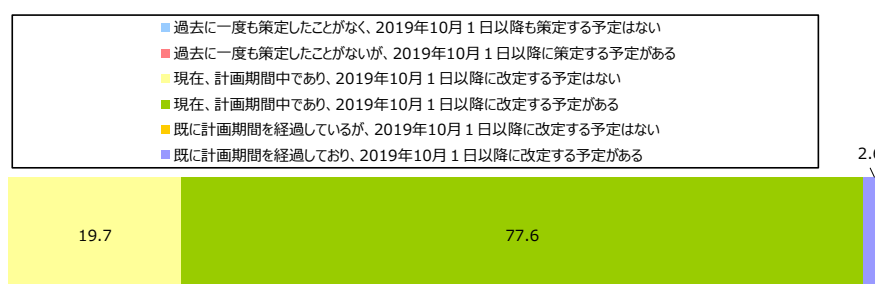 ■過去に一度も策定したことがなく、2019年10月１日以降も策定する予定はない
■過去に一度も策定したことがないが、2019年10月１日以降に策定する予定がある
■現在、計画期間中であり、2019年10月１日以降に改定する予定はない
■現在、計画期間中であり、2019年10月１日以降に改定する予定がある
■既に計画期間を経過しているが、2019年10月１日以降に改定する予定はない
■既に計画期間を経過しており、2019年10月１日以降に改定する予定がある
19.7
77.6